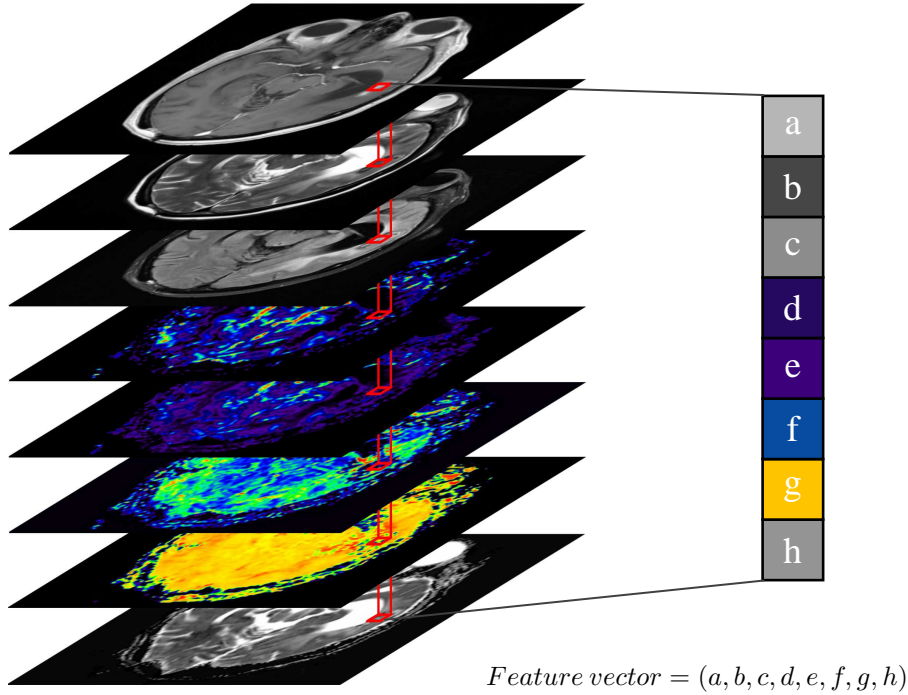 a
b
c
d
e
f
g
h
Feature vector = (a, b, c, d, e, f, g, h)